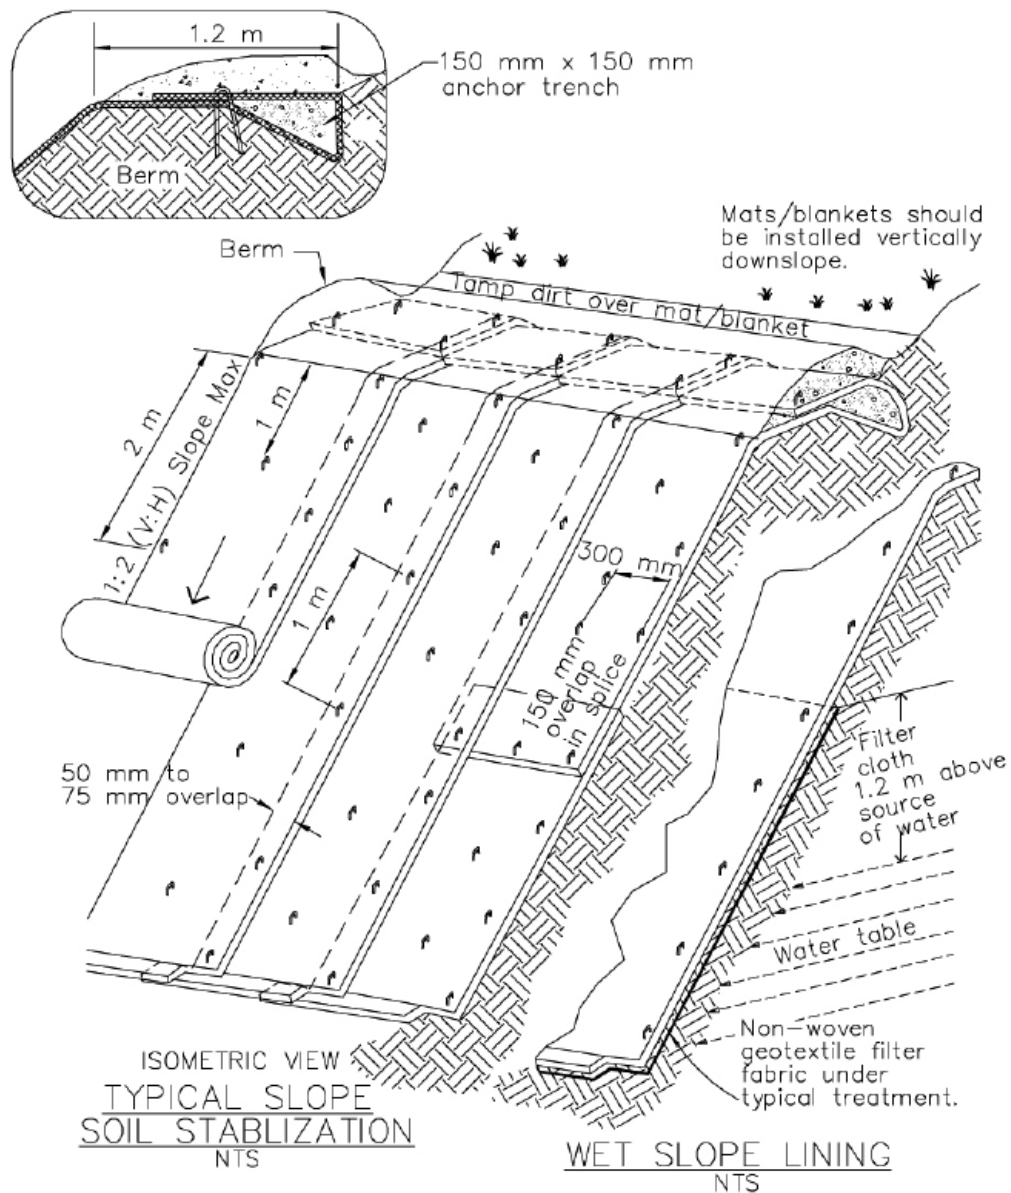 1.2 m
150 mm x 150 mm
anchor trench
Berm
Mats/blankets should
be installed vertically
downslope.
Berm
Tamp dirt over mat/blanket
2 m
1:2 (V:H) Slope Max
1 m
300 mm
1 m
150 mm
overlap
in splice
50 mm to
75 mm overlap
Filter
cloth
1.2 m above
source
of water
Water table
Non-woven
geotextile filter
fabric under
typical treatment.
ISOMETRIC VIEW
TYPICAL SLOPE
SOIL STABLIZATION
NTS
WET SLOPE LINING
NTS